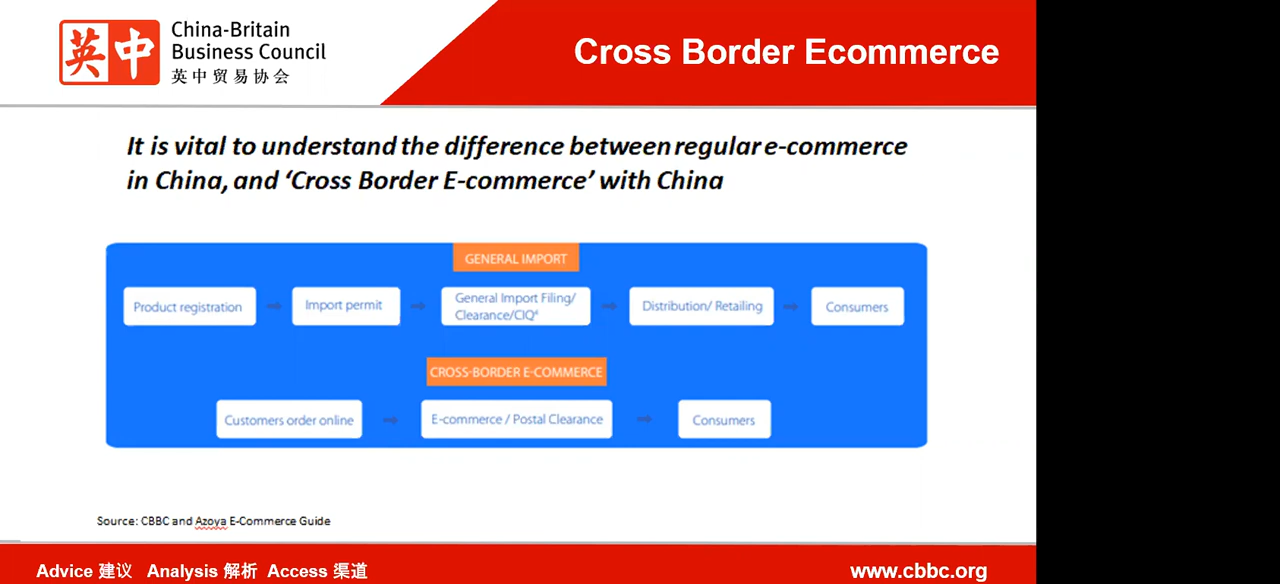 英中
China-Britain
Business Council
英中贸易协会
Cross Border Ecommerce
It is vital to understand the difference between regular e-commerce
in China, and ‘Cross Border E-commerce’ with China
GENERAL IMPORT
Product registration
Import permit
General Import Filing/
Clearance/CIQ⁴
Distribution/ Retailing
Consumers
CROSS-BORDER E-COMMERCE
Customers order online
E-commerce / Postal Clearance
Consumers
Source: CBBC and Azoya E-Commerce Guide
Advice 建议 Analysis 解析 Access 渠道
www.cbbc.org